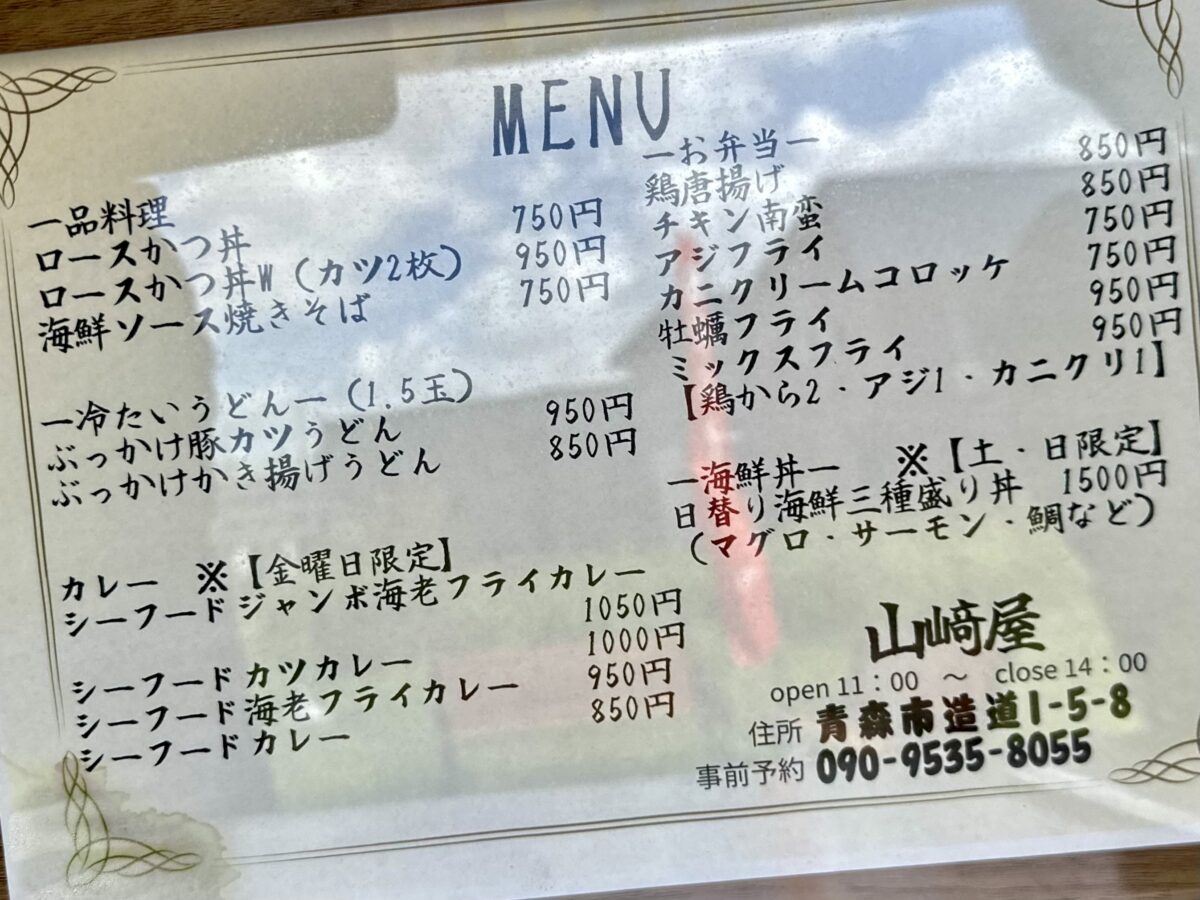 MENU
一品料理
ロースかつ丼 750円
ロースかつ丼W（カツ2枚） 950円
海鮮ソース焼きそば 750円
ー冷たいうどんー（1.5玉）
ぶっかけ豚カツうどん 950円
ぶっかけかき揚げうどん 850円
カレー ※【金曜日限定】
シーフードジャンボ海老フライカレー
1050円
シーフードカツカレー 1000円
シーフード海老フライカレー 950円
シーフードカレー 850円
ーお弁当ー
鶏唐揚げ 850円
チキン南蛮 850円
アジフライ 750円
カニクリームコロッケ 750円
牡蠣フライ 950円
ミックスフライ 950円
【鶏から2・アジ1・カニクリ1】
ー海鮮丼ー ※【土・日限定】
日替り海鮮三種盛り丼 1500円
（マグロ・サーモン・鯛など）
山﨑屋
open 11：00 ～ close 14：00
住所 青森市造道1-5-8
事前予約 090-9535-8055